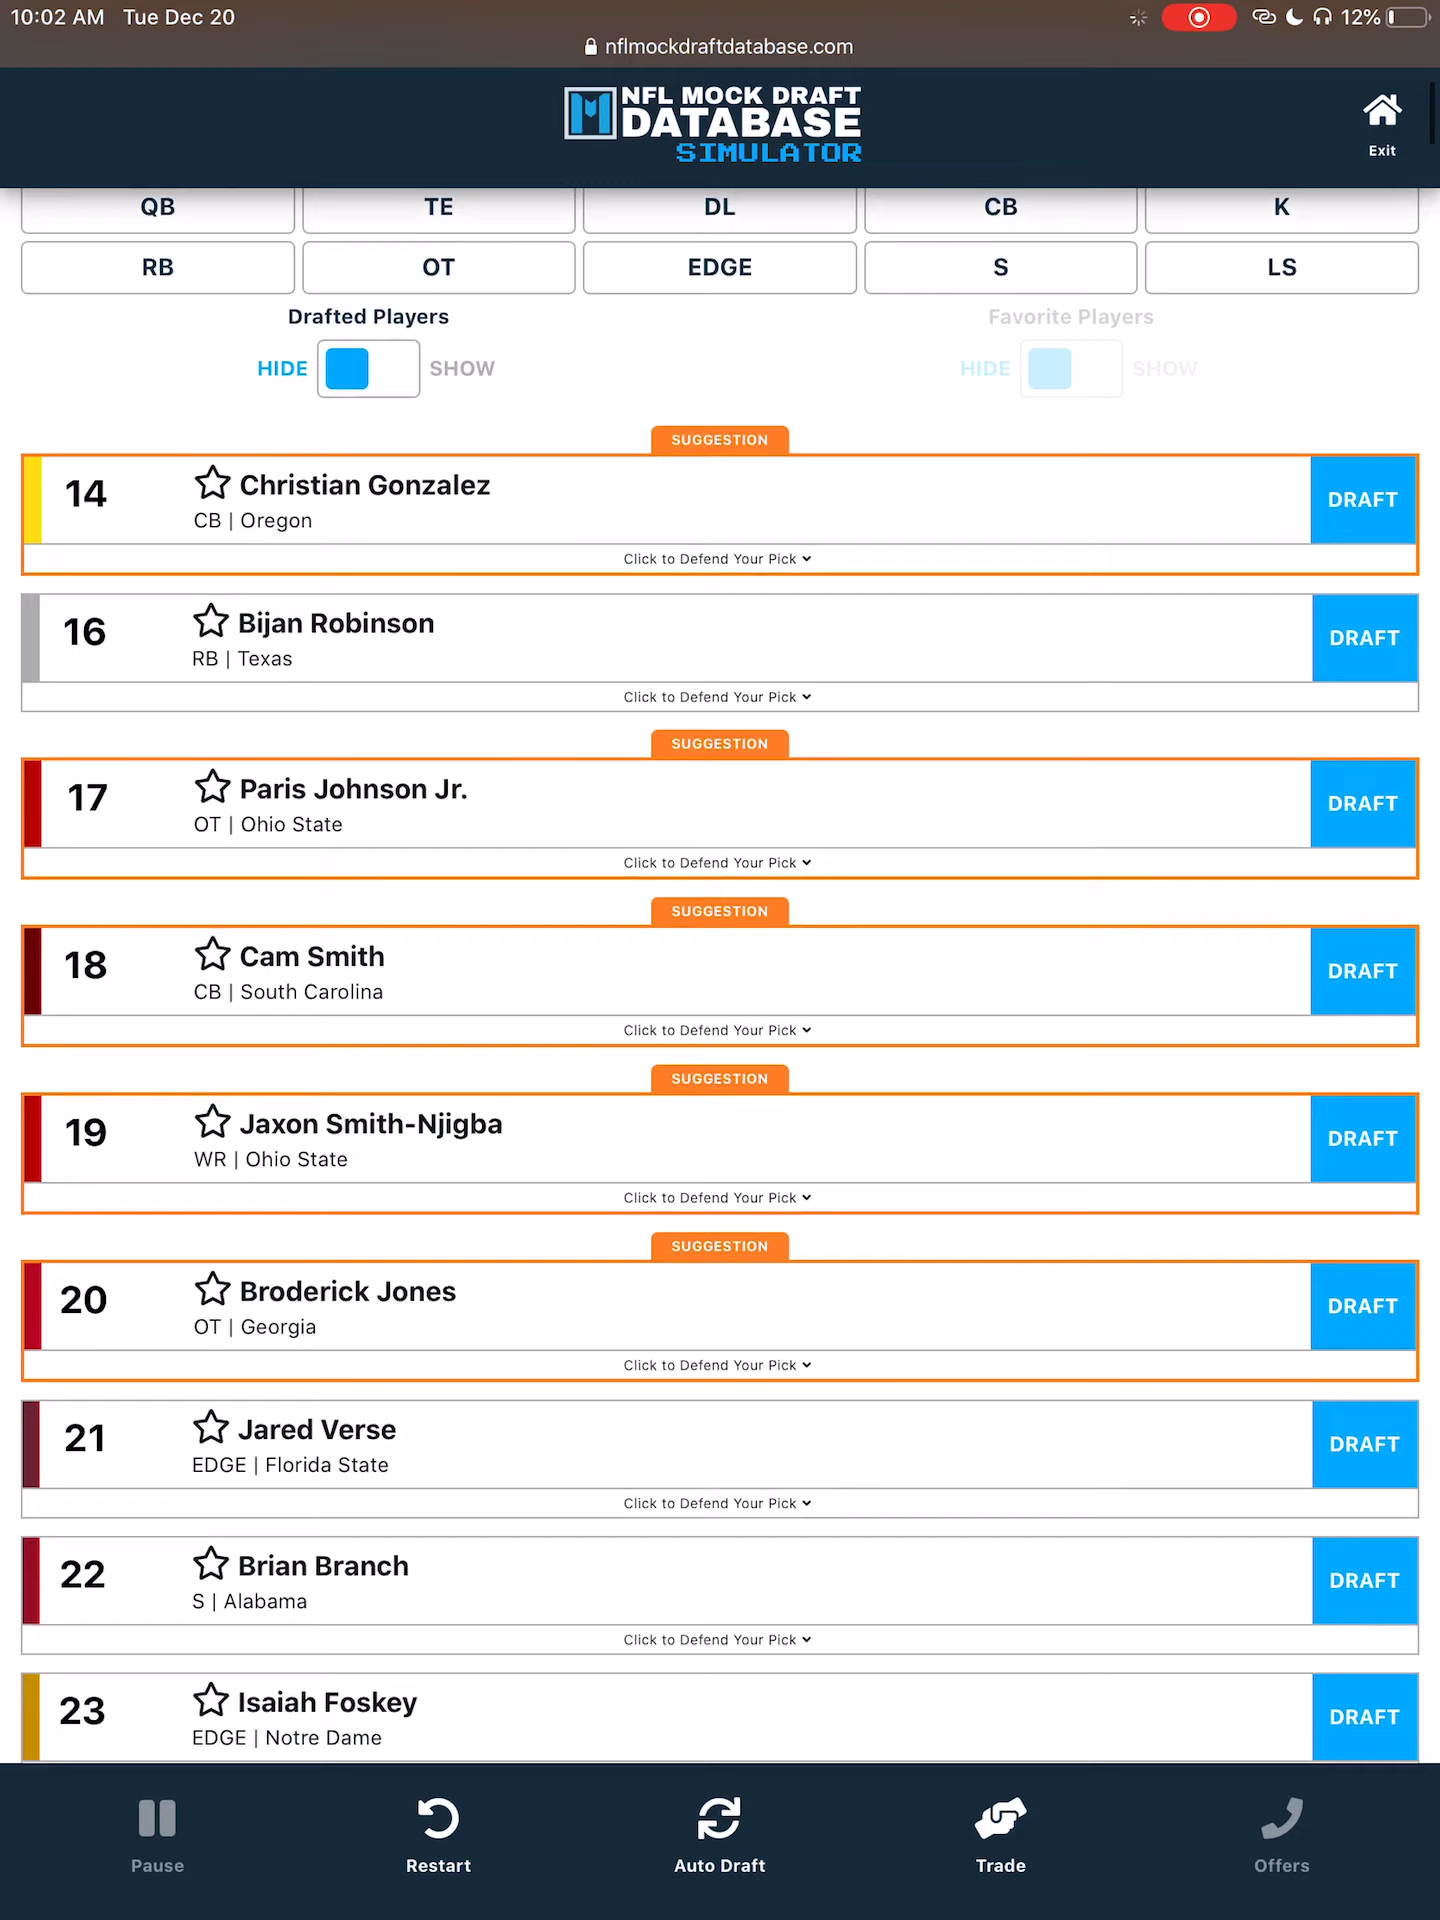 10:02 AM Tue Dec 20
12%
nflmockdraftdatabase.com
NFL MOCK DRAFT
DATABASE
SIMULATOR
Exit
QB TE DL CB K
RB OT EDGE S LS
Drafted Players Favorite Players
HIDE SHOW HIDE SHOW
SUGGESTION
14 Christian Gonzalez DRAFT
CB | Oregon
Click to Defend Your Pick
16 Bijan Robinson DRAFT
RB | Texas
Click to Defend Your Pick
SUGGESTION
17 Paris Johnson Jr. DRAFT
OT | Ohio State
Click to Defend Your Pick
SUGGESTION
18 Cam Smith DRAFT
CB | South Carolina
Click to Defend Your Pick
SUGGESTION
19 Jaxon Smith-Njigba DRAFT
WR | Ohio State
Click to Defend Your Pick
SUGGESTION
20 Broderick Jones DRAFT
OT | Georgia
Click to Defend Your Pick
21 Jared Verse DRAFT
EDGE | Florida State
Click to Defend Your Pick
22 Brian Branch DRAFT
S | Alabama
Click to Defend Your Pick
23 Isaiah Foskey DRAFT
EDGE | Notre Dame
Pause Restart Auto Draft Trade Offers